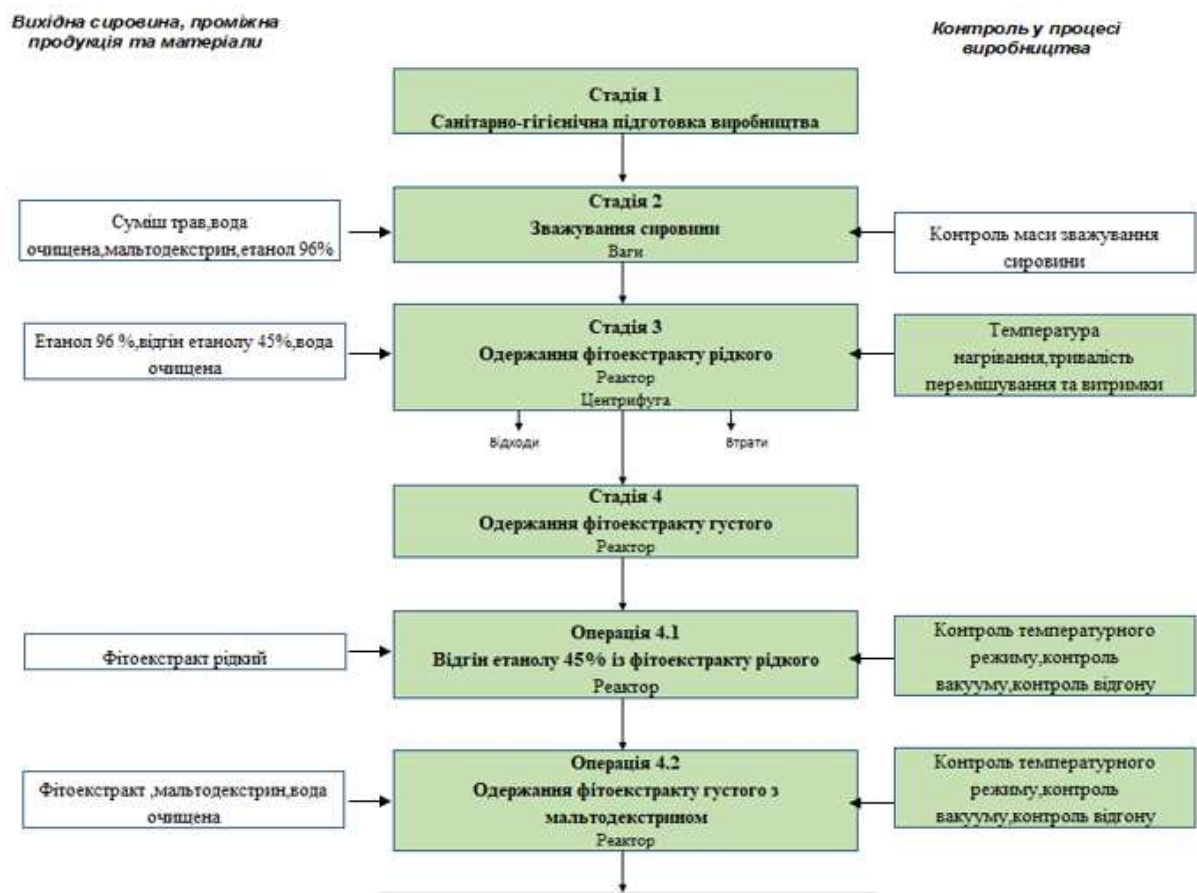 Вихідна сировина, проміжна
продукція та матеріали
Контроль у процесі
виробництва
Стадія 1
Санітарно-гігієнічна підготовка виробництва
Суміш трав,вода
очищена,мальтодекстрин,етанол 96%
Стадія 2
Зважування сировини
Ваги
Контроль маси зважування
сировини
Етанол 96 %,відгін етанолу 45%,вода
очищена
Стадія 3
Одержання фітоекстракту рідкого
Реактор
Центрифуга
Температура
нагрівання,тривалість
перемішування та витримки
Відходи
Втрати
Стадія 4
Одержання фітоекстракту густого
Реактор
Фітоекстракт рідкий
Операція 4.1
Відгін етанолу 45% із фітоекстракту рідкого
Реактор
Контроль температурного
режиму,контроль
вакууму,контроль відгону
Фітоекстракт ,мальтодекстрин,вода
очищена
Операція 4.2
Одержання фітоекстракту густого з
мальтодекстрином
Реактор
Контроль температурного
режиму,контроль
вакууму,контроль відгону